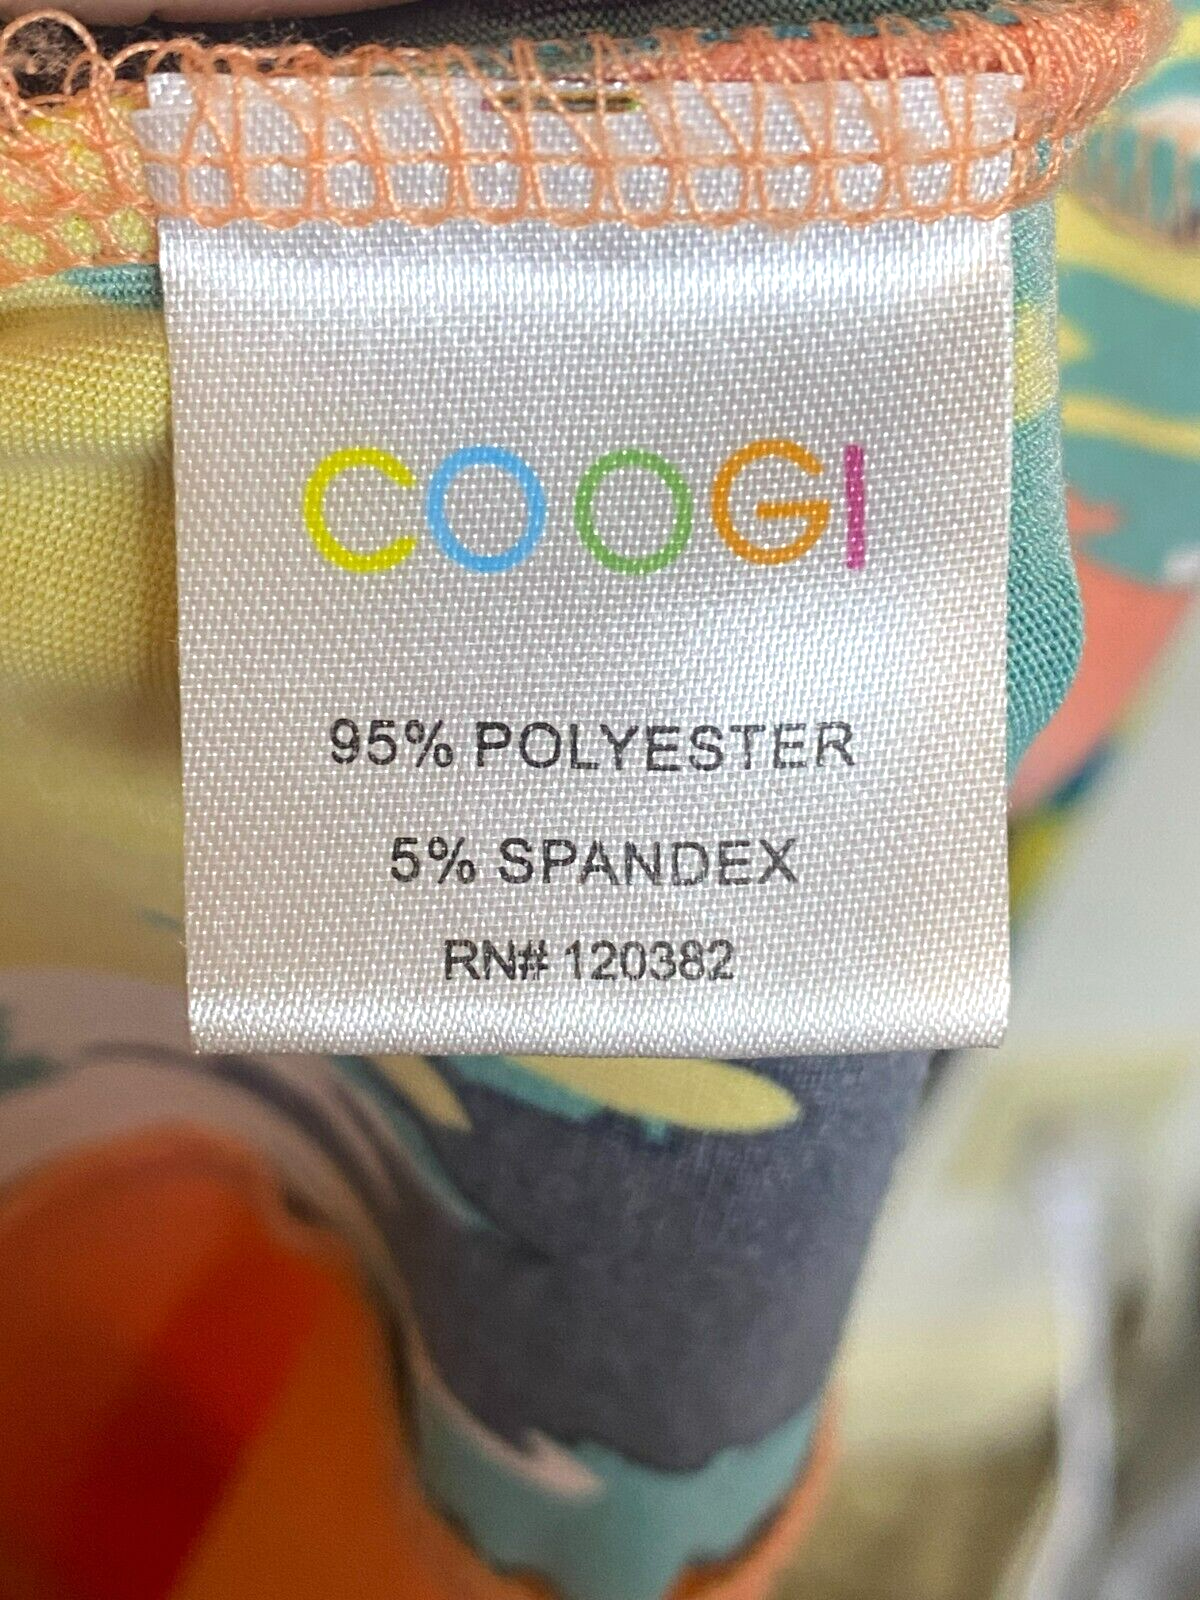 COOGI
95% POLYESTER
5% SPANDEX
RN# 120382